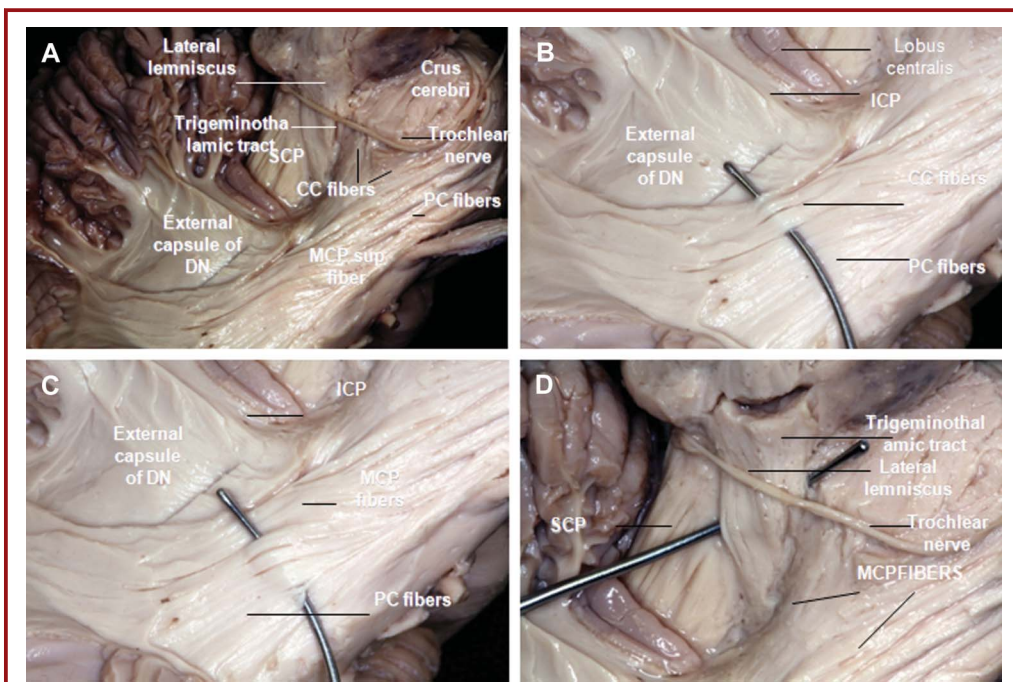 A
Lateral
lemniscus
Crus
cerebri
Trigeminotha
lamic tract
Trochlear
nerve
SCP
CC fibers
PC fibers
External
capsule of
DN
MCP sup
fiber
B
Lobus
centralis
ICP
External
capsule
of DN
CC fibers
PC fibers
C
ICP
External
capsule
of DN
MCP
fibers
PC fibers
D
Trigeminothal
amic tract
Lateral
lemniscus
SCP
Trochlear
nerve
MCPFIBERS